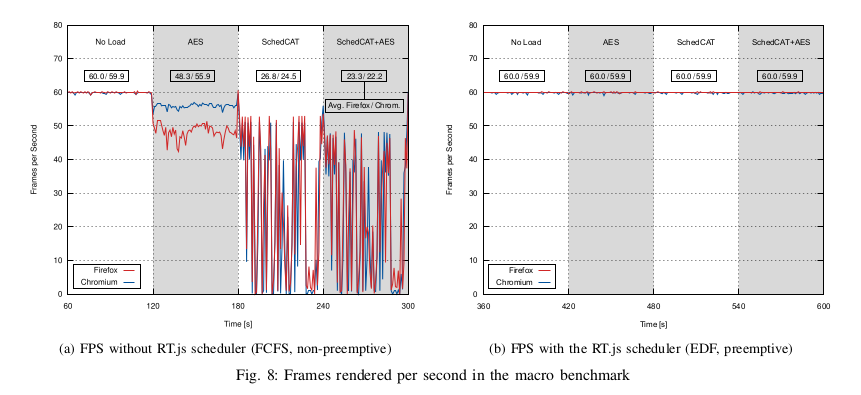 80
70
60
50
40
30
20
10
0
Frames per Second
No Load
AES
SchedCAT
SchedCAT+AES
60.0/59.9
48.3/55.9
26.8/24.5
23.3/22.2
Avg. Firefox/Chrom.
Firefox
Chromium
60
120
180
240
300
Time [s]
(a) FPS without RT.js scheduler (FCFS, non-preemptive)
80
70
60
50
40
30
20
10
0
Frames per Second
No Load
AES
SchedCAT
SchedCAT+AES
60.0/59.9
60.0/59.9
60.0/59.9
60.0/59.9
Firefox
Chromium
360
420
480
540
600
Time [s]
(b) FPS with the RT.js scheduler (EDF, preemptive)
Fig. 8: Frames rendered per second in the macro benchmark